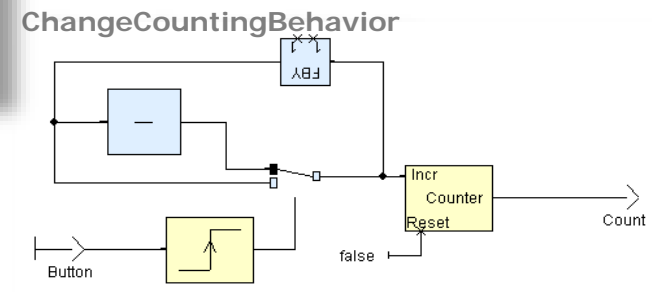 ChangeCountingBehavior
FBY
Incr
Counter
Reset
Count
false
Button